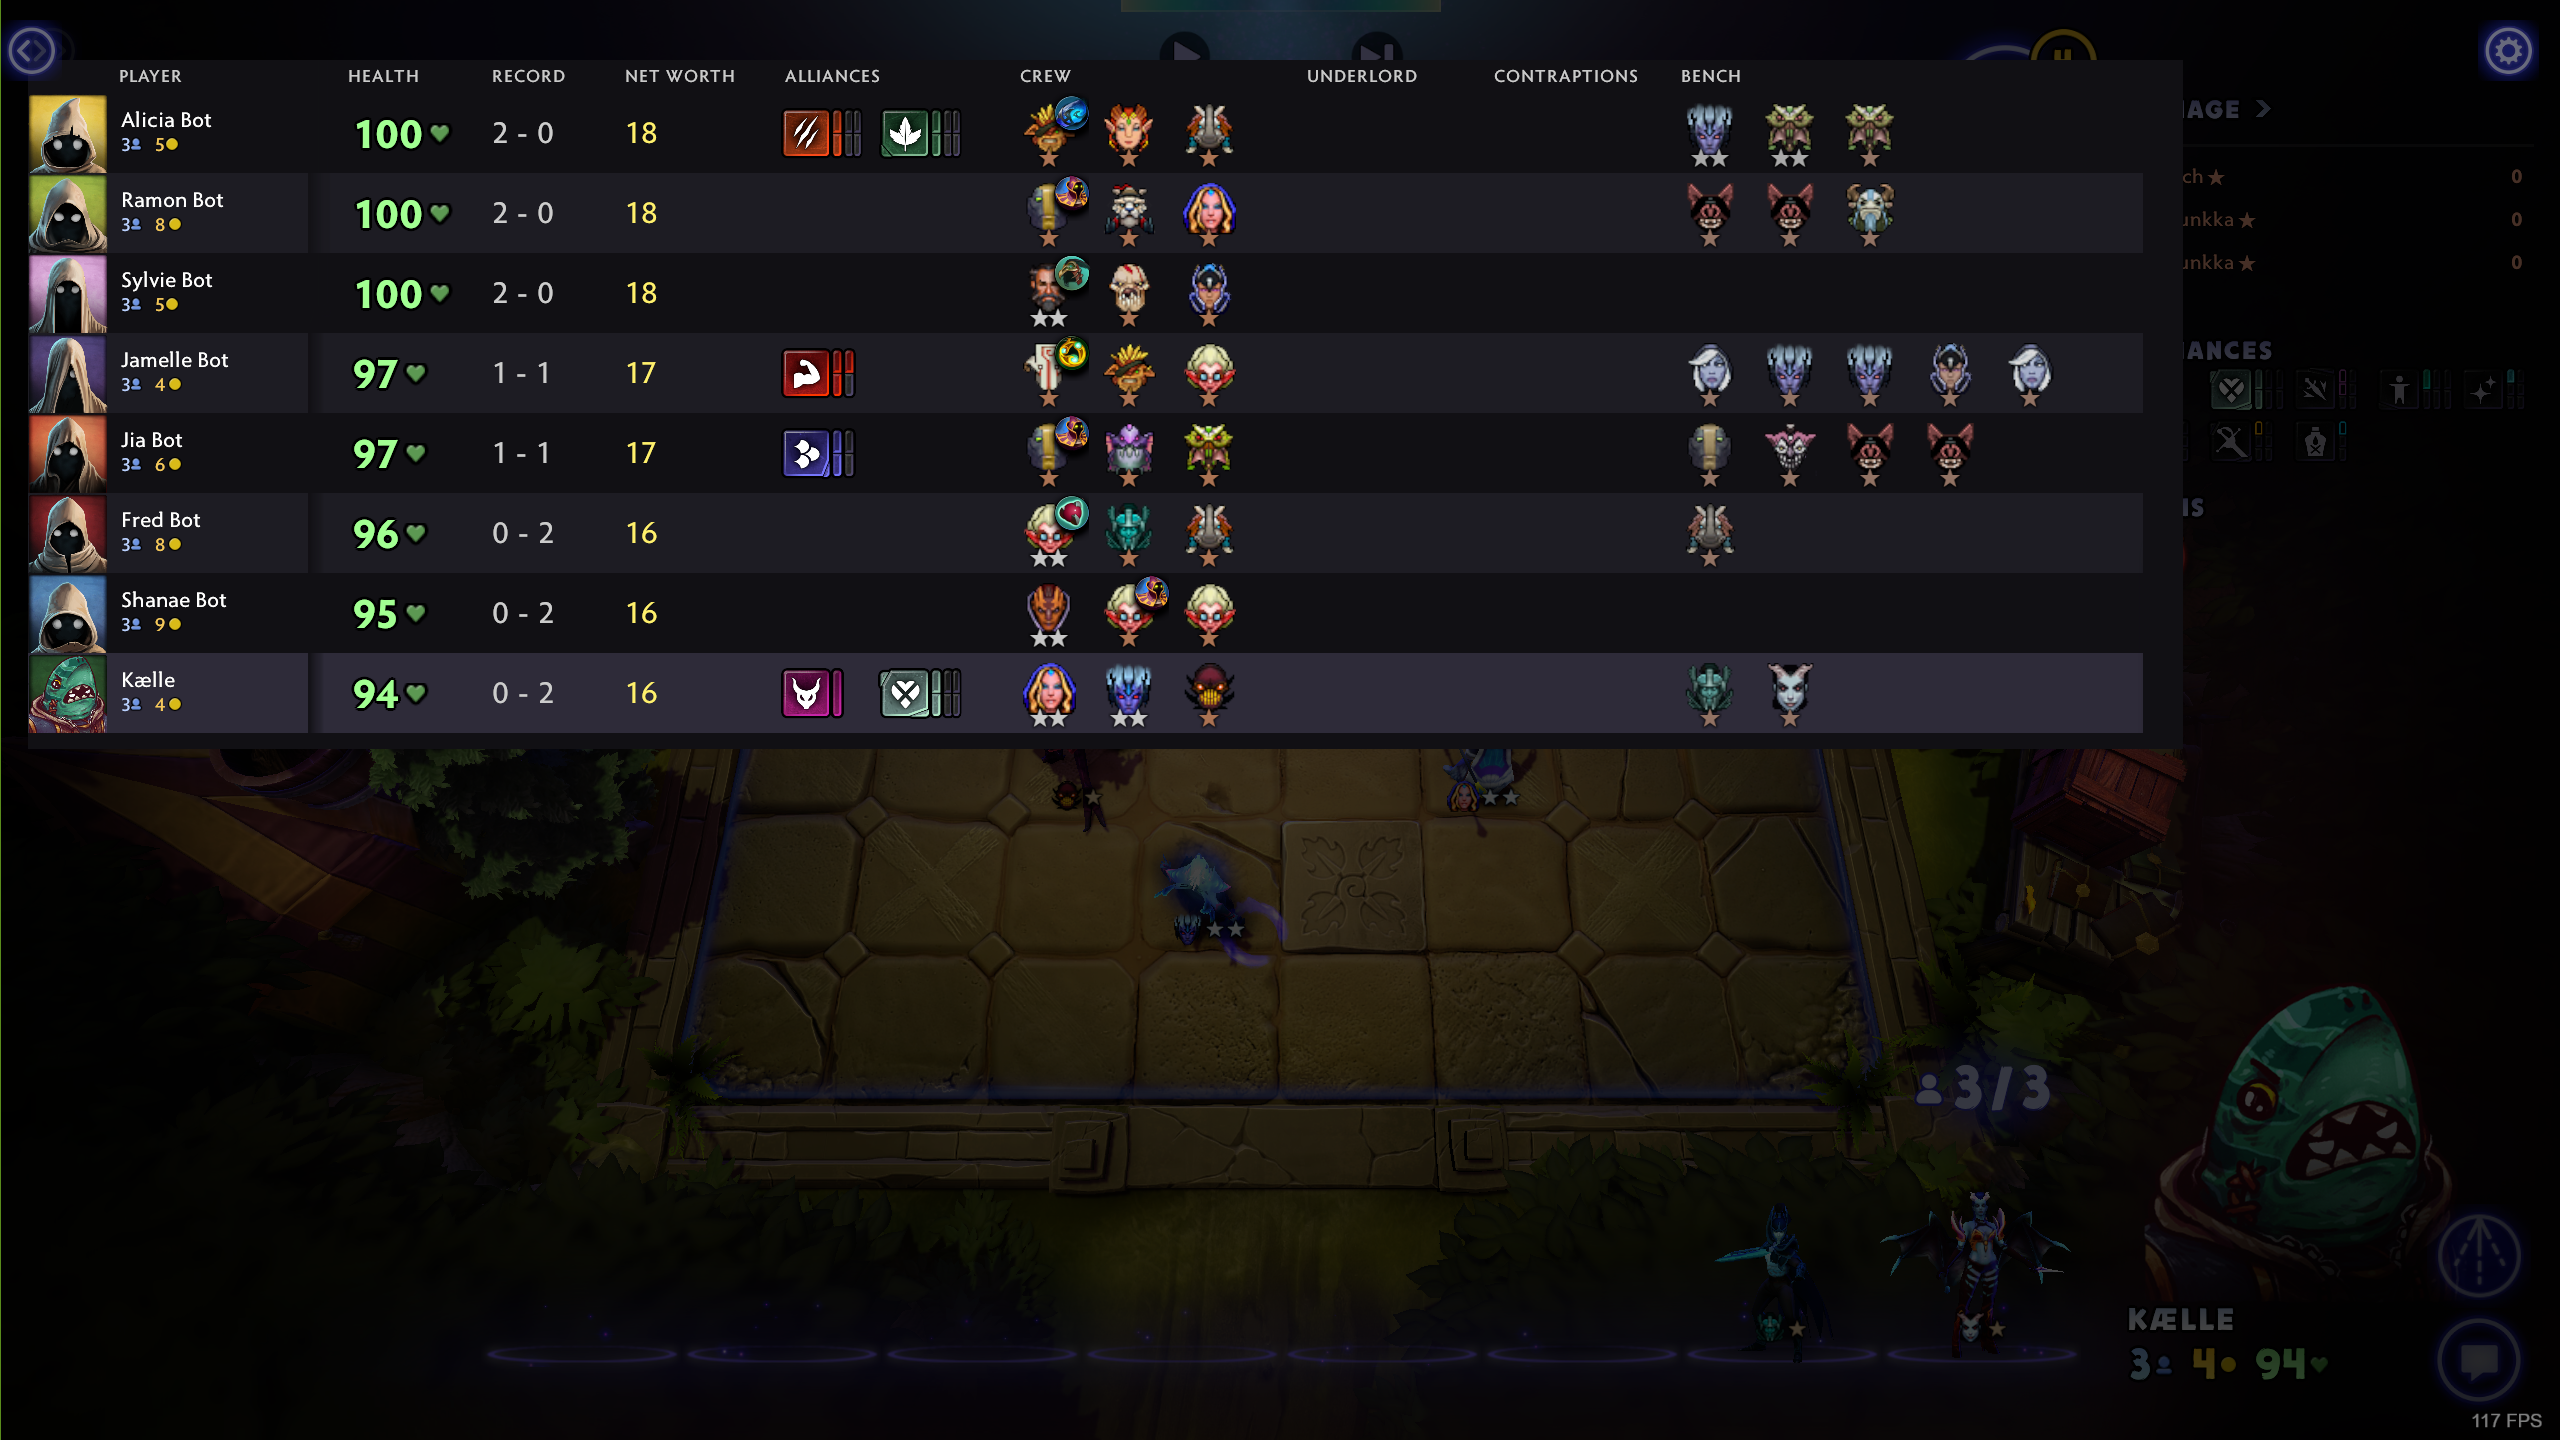 PLAYER HEALTH RECORD NET WORTH ALLIANCES CREW UNDERLORD CONTRAPTIONS BENCH
Alicia Bot
3 5
100 2 - 0 18
Ramon Bot
3 8
100 2 - 0 18
Sylvie Bot
3 5
100 2 - 0 18
Jamelle Bot
3 4
97 1 - 1 17
Jia Bot
3 6
97 1 - 1 17
Fred Bot
3 8
96 0 - 2 16
Shanae Bot
3 9
95 0 - 2 16
Kælle
3 4
94 0 - 2 16
AGE
ch 0
unkka 0
unkka 0
ANCES
3/3
KÆLLE
3 4 94
117 FPS